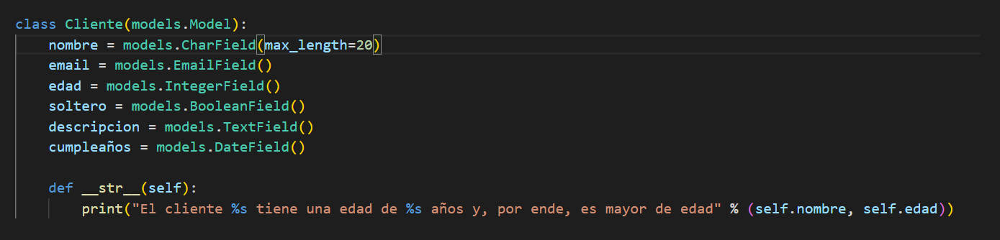 class Cliente(models.Model):
    nombre = models.CharField(max_length=20)
    email = models.EmailField()
    edad = models.IntegerField()
    soltero = models.BooleanField()
    descripcion = models.TextField()
    cumpleaños = models.DateField()

    def __str__(self):
        print("El cliente %s tiene una edad de %s años y, por ende, es mayor de edad" % (self.nombre, self.edad))